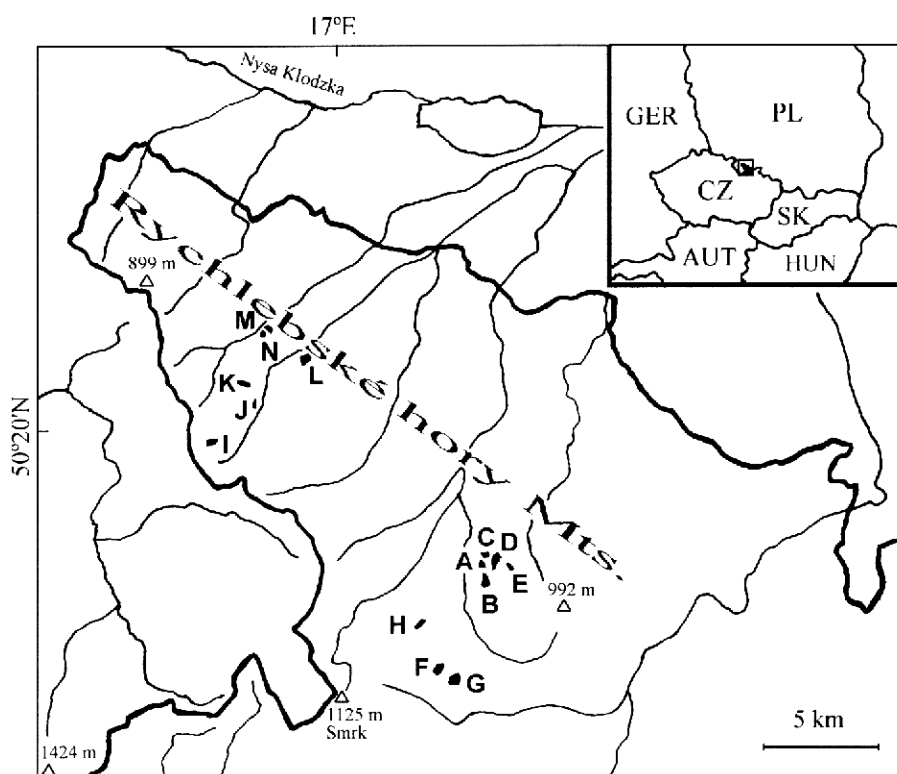 17°E
Nysa Klodzka
GER
PL
CZ
SK
AUT
HUN
Rychlebské hory Mts.
899 m
M
N
L
K
J
I
50°20'N
C
D
A
E
B
992 m
H
F
G
1125 m
Smrk
1424 m
5 km